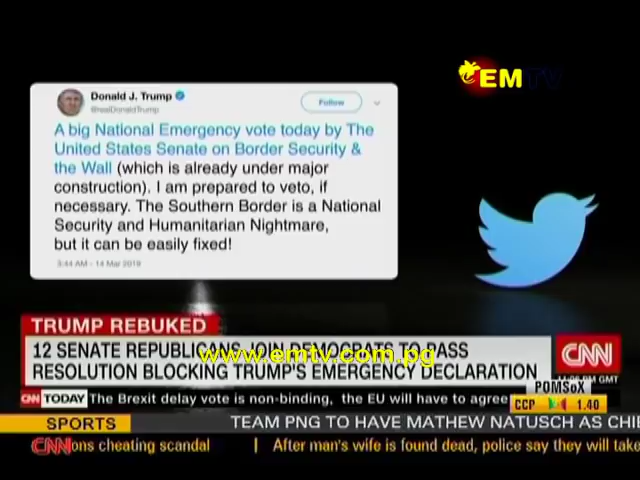 EMTV
Donald J. Trump
@realDonaldTrump
Follow
A big National Emergency vote today by The
United States Senate on Border Security &
the Wall (which is already under major
construction). I am prepared to veto, if
necessary. The Southern Border is a National
Security and Humanitarian Nightmare,
but it can be easily fixed!
3:44 AM - 14 Mar 2019
TRUMP REBUKED
12 SENATE REPUBLICANS JOIN DEMOCRATS TO PASS
RESOLUTION BLOCKING TRUMP'S EMERGENCY DECLARATION
www.emtv.com.pg
CNN
GMT
POMSoX
CNN TODAY The Brexit delay vote is non-binding, the EU will have to agree
CCP 1.40
SPORTS TEAM PNG TO HAVE MATHEW NATUSCH AS CHIE
CNN ons cheating scandal | After man's wife is found dead, police say they will take